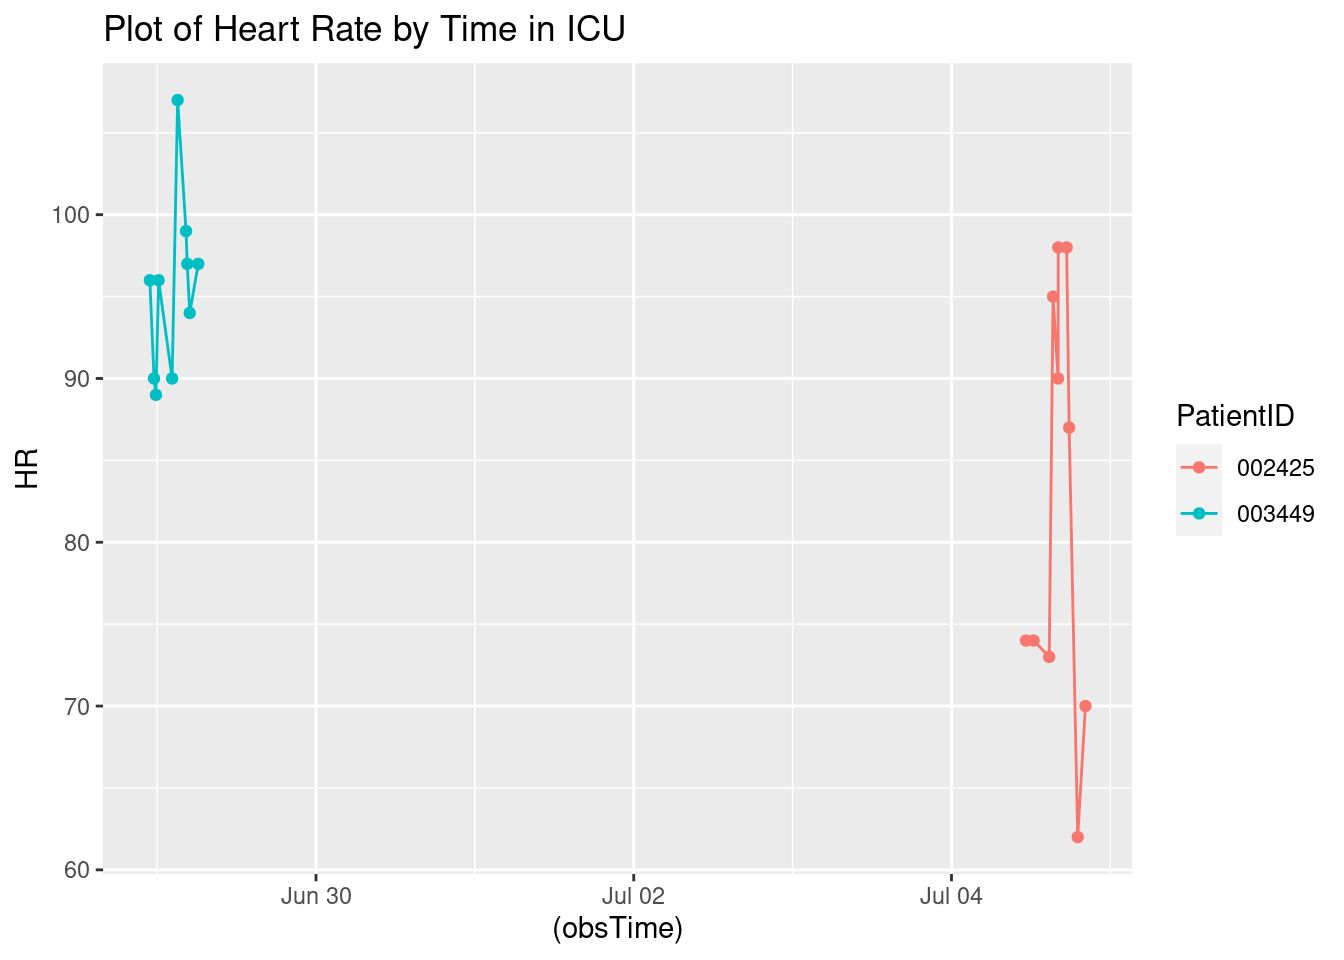 Plot of Heart Rate by Time in ICU
HR
100
90
80
70
60
Jun 30
Jul 02
Jul 04
(obsTime)
PatientID
002425
003449